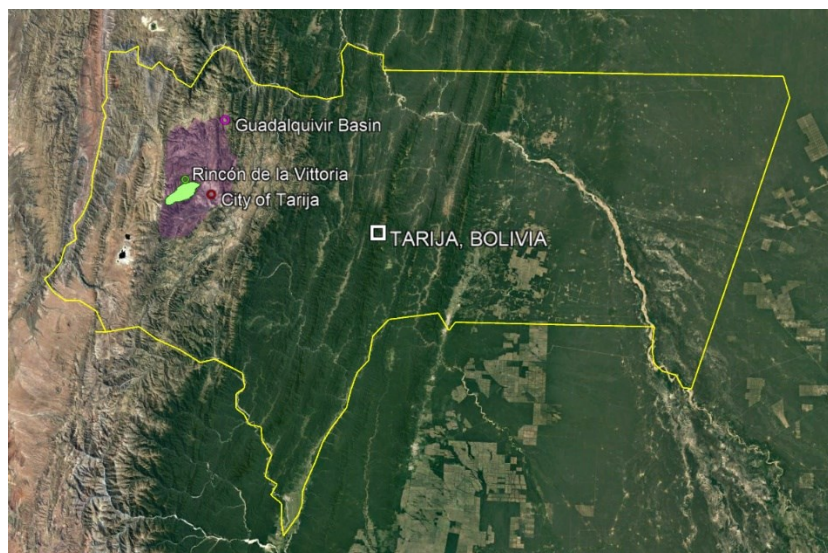 Guadalquivir Basin
Rincón de la Vittoria
City of Tarija
TARIJA, BOLIVIA